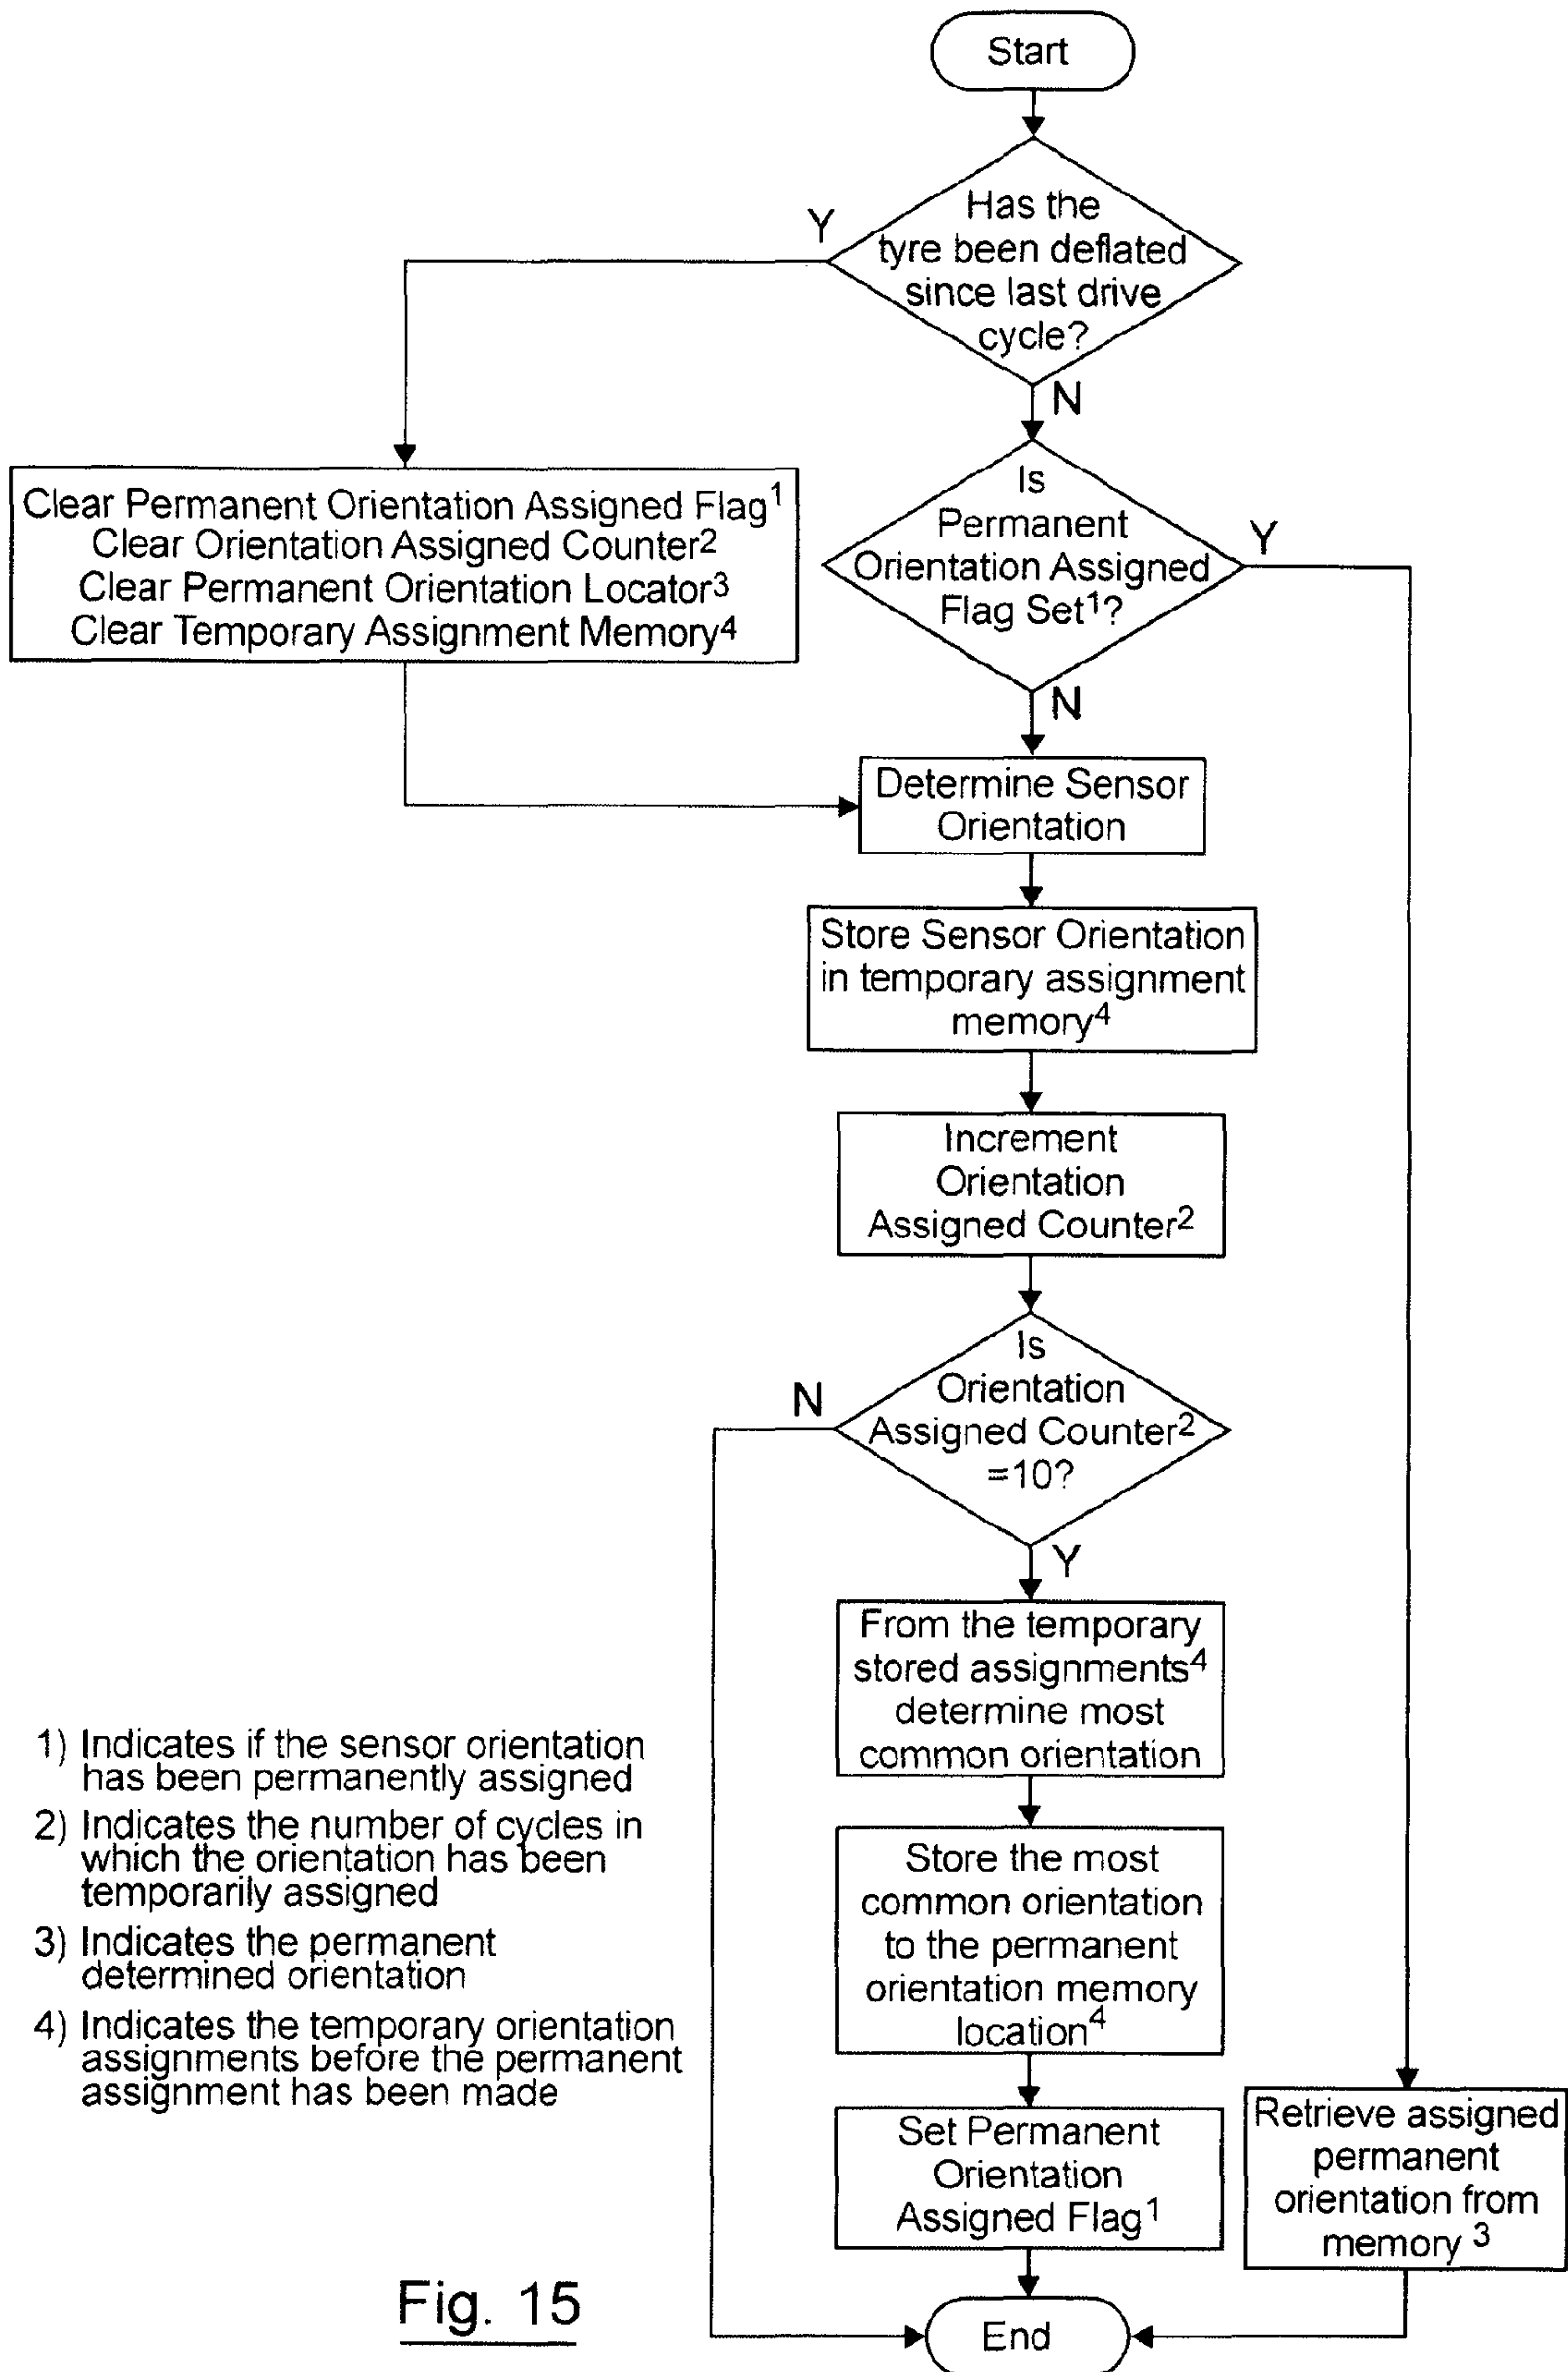 Start
Has the
tyre been deflated
since last drive
cycle?
Y
N
Clear Permanent Orientation Assigned Flag1
Clear Orientation Assigned Counter2
Clear Permanent Orientation Locator3
Clear Temporary Assignment Memory4
Is
Permanent
Orientation Assigned
Flag Set1?
Y
N
Determine Sensor
Orientation
Store Sensor Orientation
in temporary assignment
memory4
Increment
Orientation
Assigned Counter2
Is
Orientation
Assigned Counter2
=10?
N
Y
From the temporary
stored assignments4
determine most
common orientation
Store the most
common orientation
to the permanent
orientation memory
location4
Set Permanent
Orientation
Assigned Flag1
Retrieve assigned
permanent
orientation from
memory 3
End
1) Indicates if the sensor orientation
has been permanently assigned
2) Indicates the number of cycles in
which the orientation has been
temporarily assigned
3) Indicates the permanent
determined orientation
4) Indicates the temporary orientation
assignments before the permanent
assignment has been made
Fig. 15